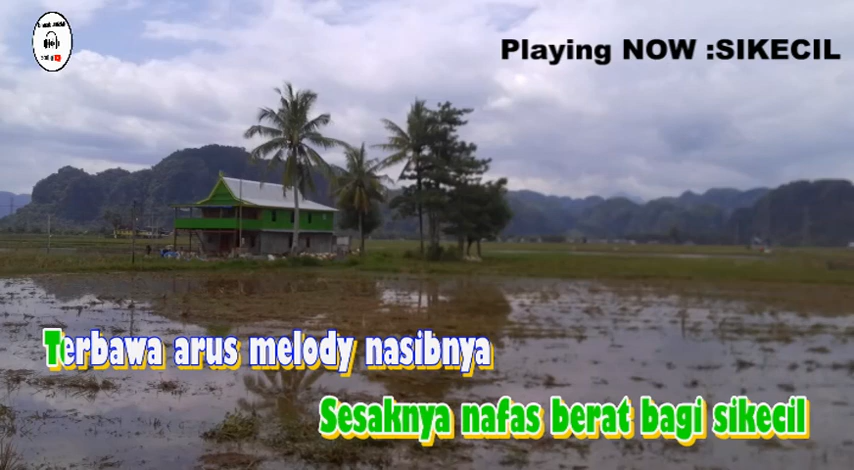 Playing NOW :SIKECIL
Terbawa arus melody nasibnya
Sesaknya nafas berat bagi sikecil